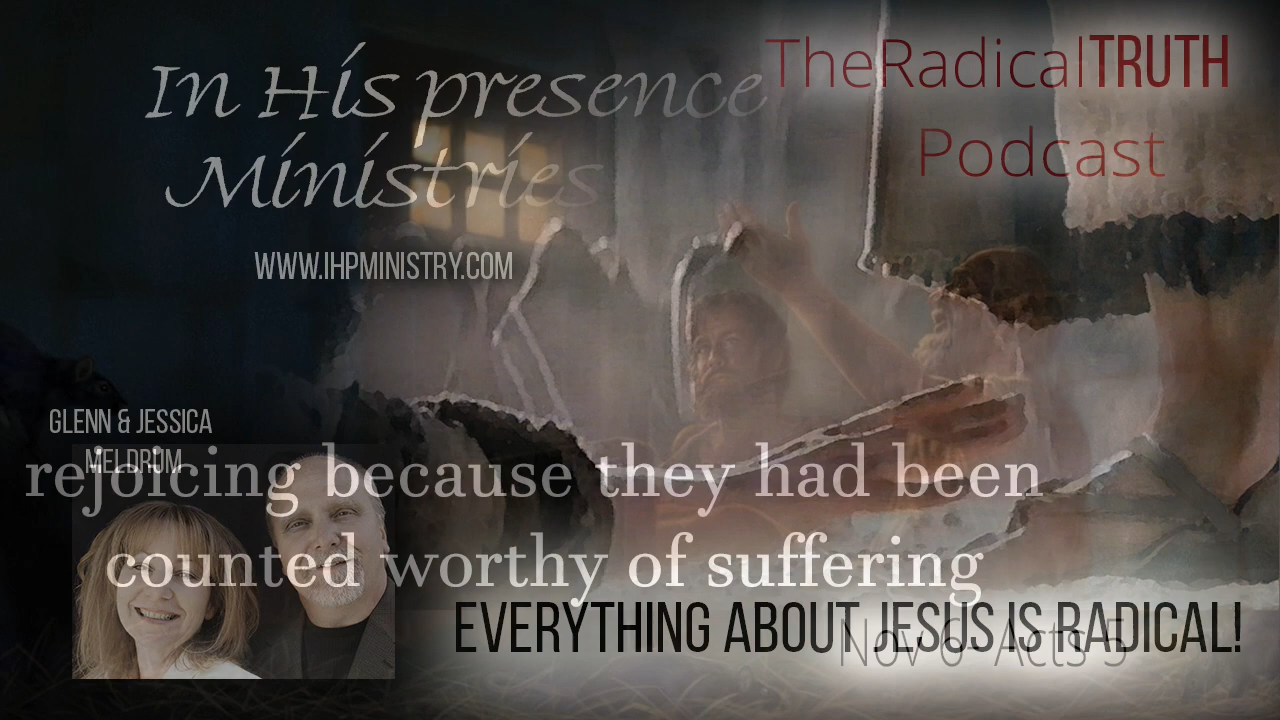 In His presence
Ministries
WWW.IHPMINISTRY.COM
TheRadicalTRUTH
Podcast
GLENN & JESSICA
MELDRUM
rejoicing because they had been
counted worthy of suffering
EVERYTHING ABOUT JESUS IS RADICAL!
Nov 6- Acts 5